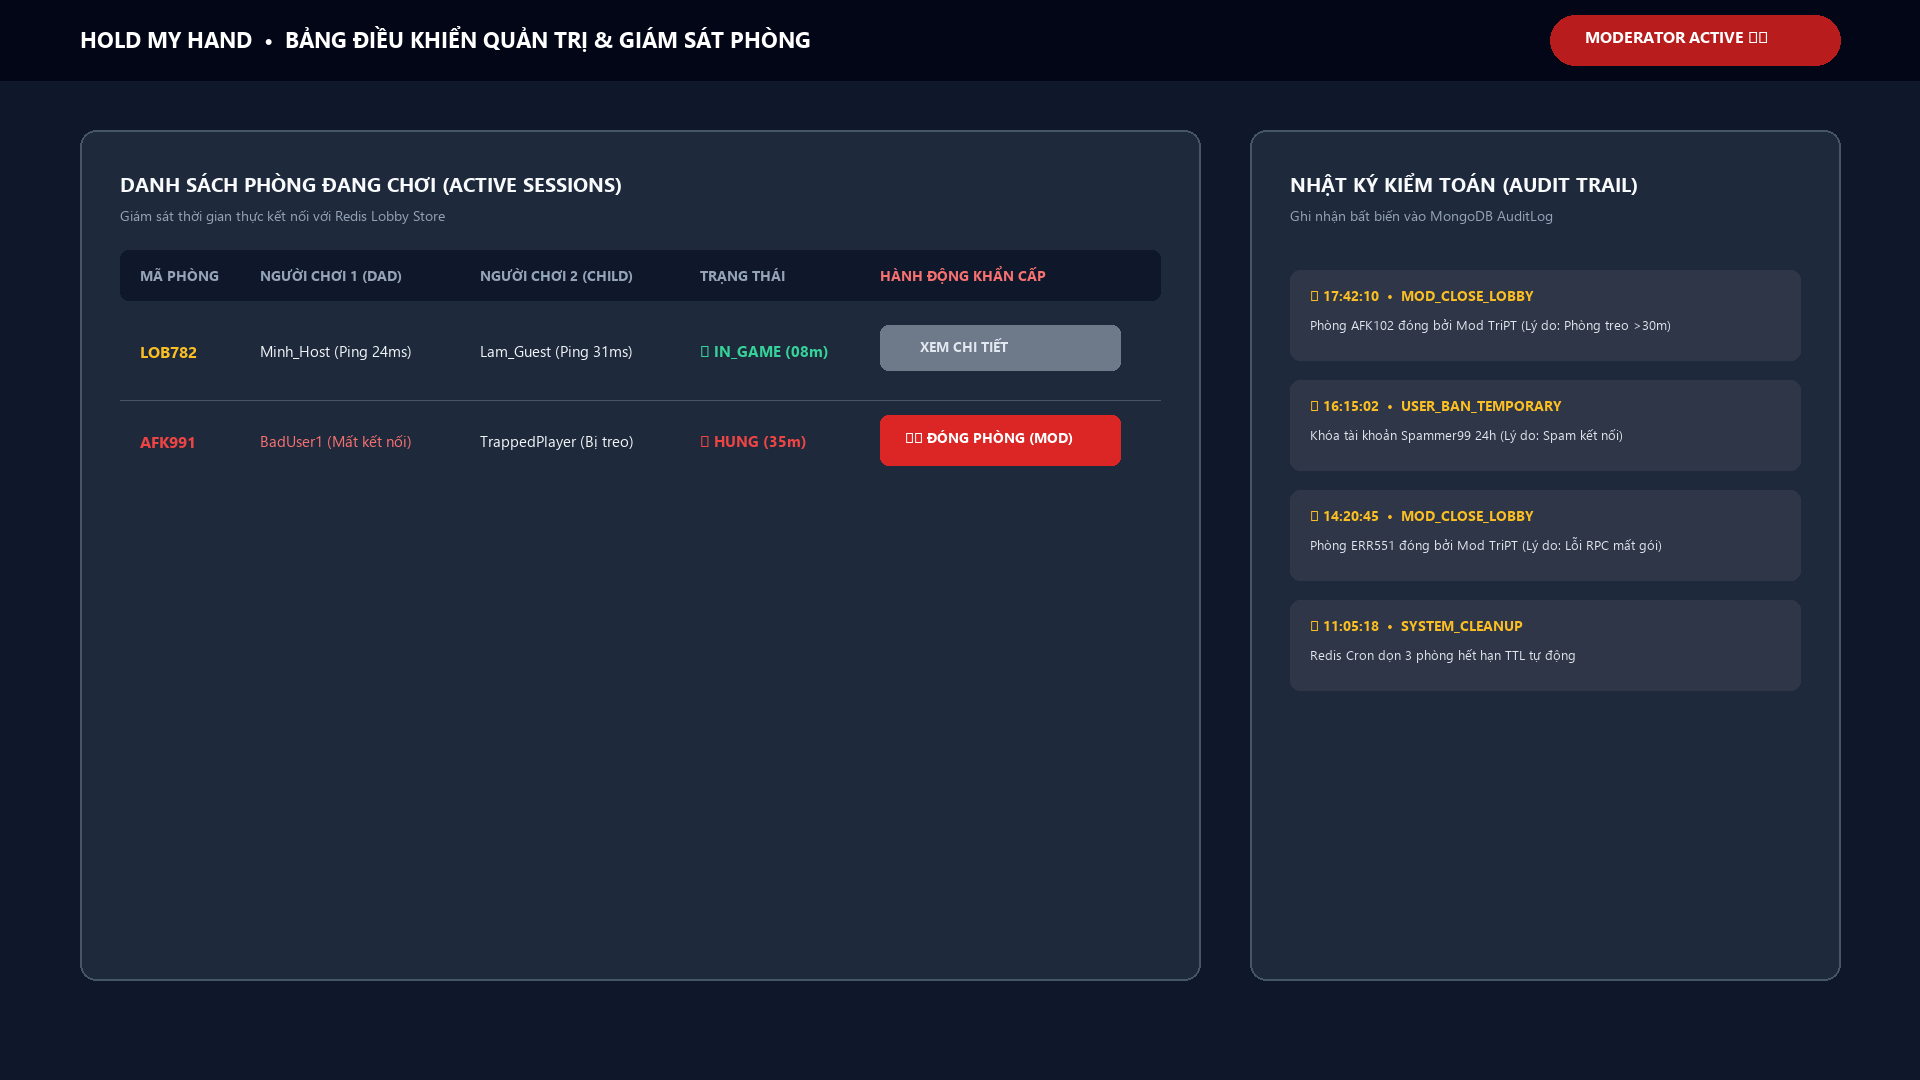 HOLD MY HAND • BẢNG ĐIỀU KHIỂN QUẢN TRỊ & GIÁM SÁT PHÒNG
MODERATOR ACTIVE
DANH SÁCH PHÒNG ĐANG CHƠI (ACTIVE SESSIONS)
Giám sát thời gian thực kết nối với Redis Lobby Store
MÃ PHÒNG NGƯỜI CHƠI 1 (DAD) NGƯỜI CHƠI 2 (CHILD) TRẠNG THÁI HÀNH ĐỘNG KHẨN CẤP
LOB782 Minh_Host (Ping 24ms) Lam_Guest (Ping 31ms) IN_GAME (08m) XEM CHI TIẾT
AFK991 BadUser1 (Mất kết nối) TrappedPlayer (Bị treo) HUNG (35m) ĐÓNG PHÒNG (MOD)
NHẬT KÝ KIỂM TOÁN (AUDIT TRAIL)
Ghi nhận bất biến vào MongoDB AuditLog
17:42:10 • MOD_CLOSE_LOBBY
Phòng AFK102 đóng bởi Mod TriPT (Lý do: Phòng treo >30m)
16:15:02 • USER_BAN_TEMPORARY
Khóa tài khoản Spammer99 24h (Lý do: Spam kết nối)
14:20:45 • MOD_CLOSE_LOBBY
Phòng ERR551 đóng bởi Mod TriPT (Lý do: Lỗi RPC mất gói)
11:05:18 • SYSTEM_CLEANUP
Redis Cron dọn 3 phòng hết hạn TTL tự động